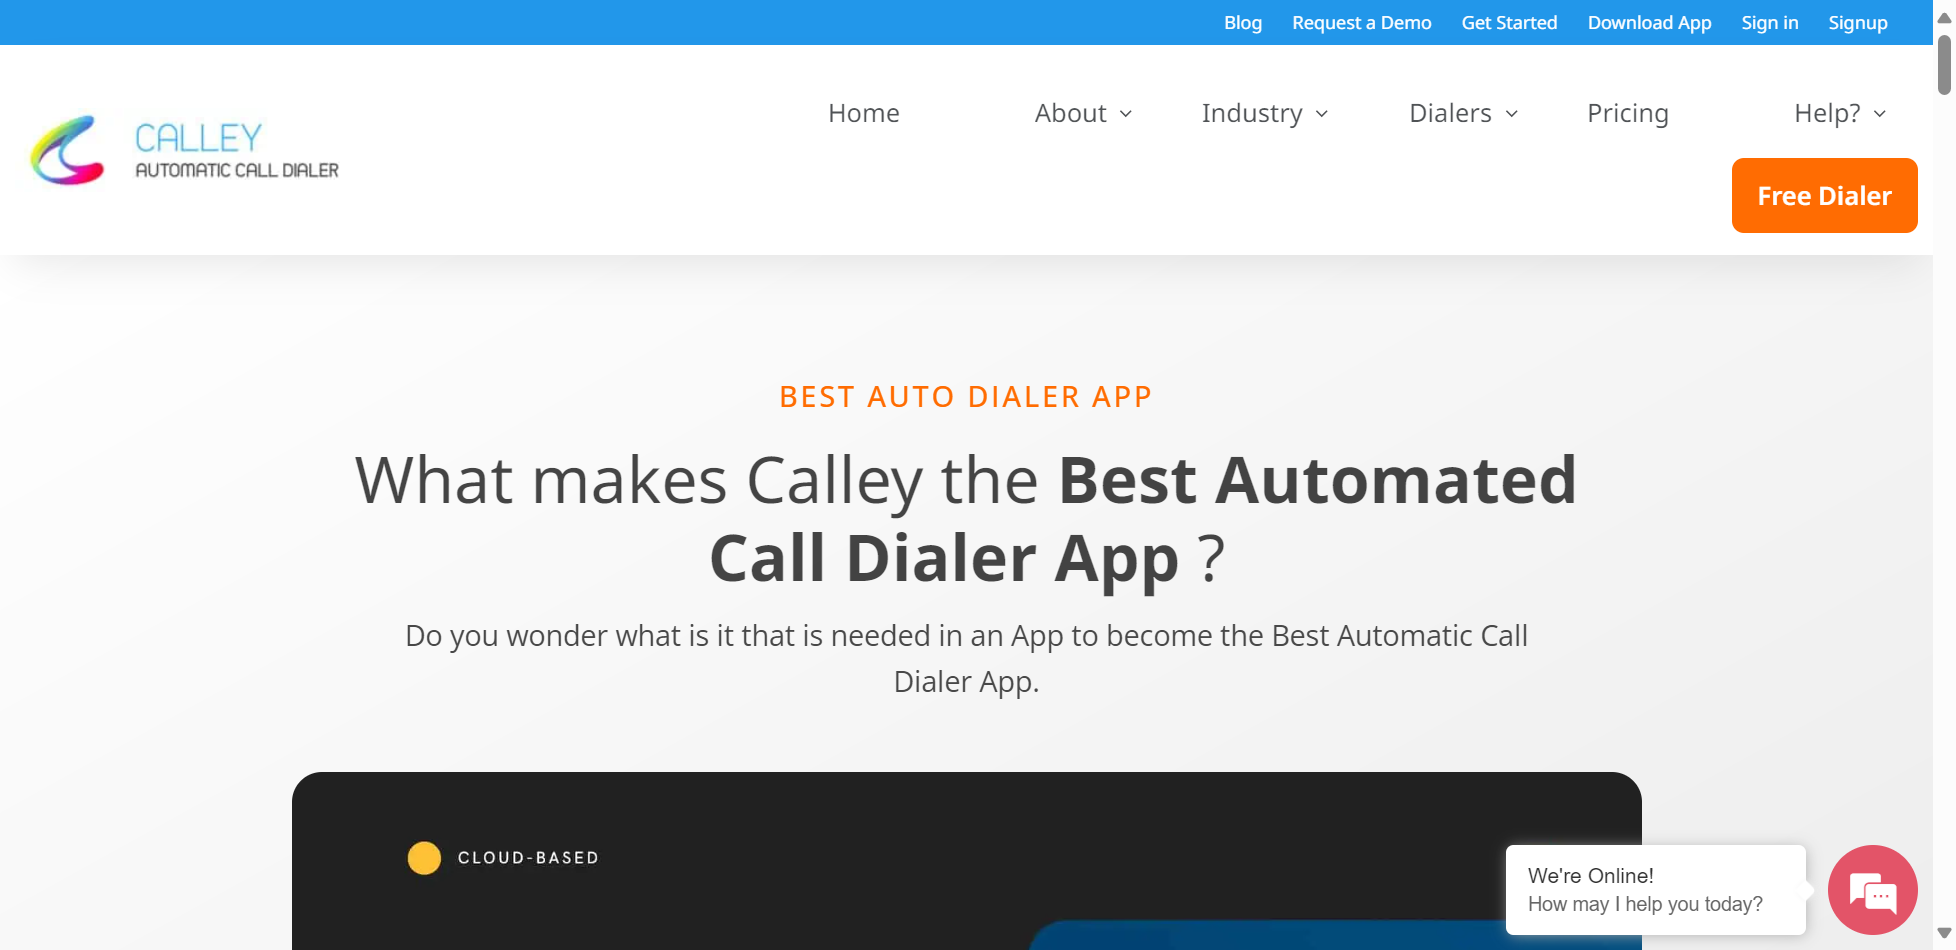 Blog Request a Demo Get Started Download App Sign in Signup
CALLEY
AUTOMATIC CALL DIALER
Home About Industry Dialers Pricing Help?
Free Dialer
BEST AUTO DIALER APP
What makes Calley the Best Automated
Call Dialer App ?
Do you wonder what is it that is needed in an App to become the Best Automatic Call
Dialer App.
CLOUD-BASED
We're Online!
How may I help you today?